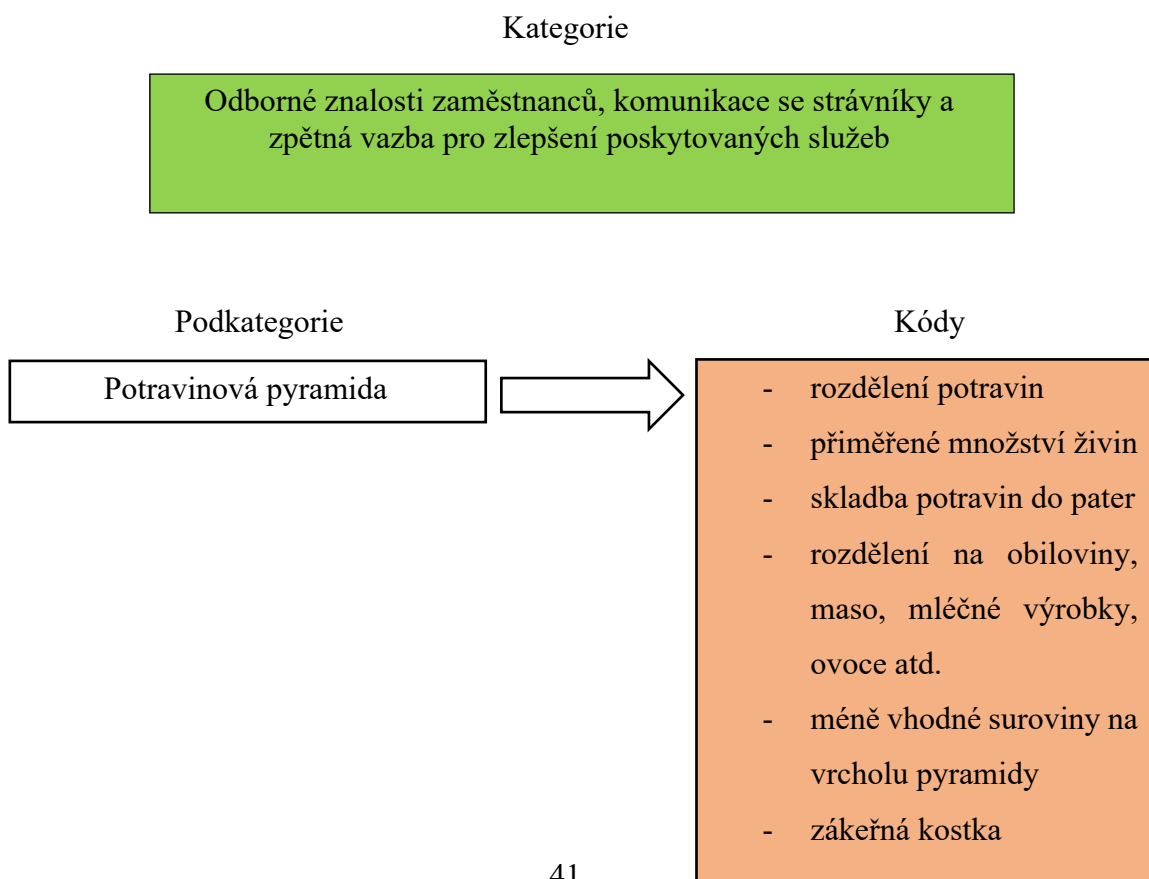 Kategorie
Odborné znalosti zaměstnanců, komunikace se strávníky a
zpětná vazba pro zlepšení poskytovaných služeb
Podkategorie
Kódy
Potravinová pyramida
- rozdělení potravin
- přiměřené množství živin
- skladba potravin do pater
- rozdělení na obiloviny,
maso, mléčné výrobky,
ovoce atd.
- méně vhodné suroviny na
vrcholu pyramidy
- zákeřná kostka
41